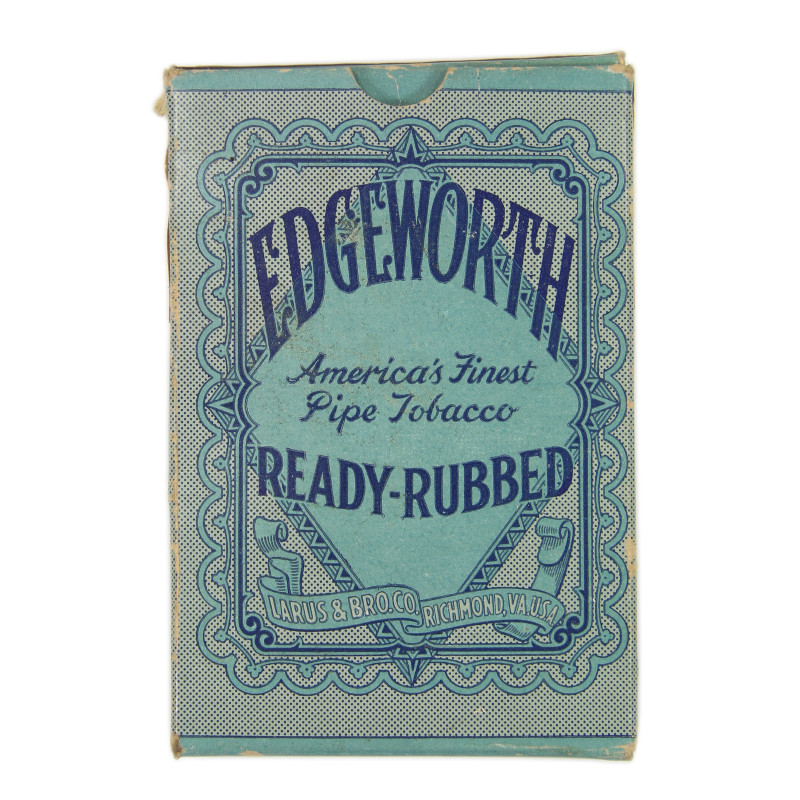 EDGEWORTH
America's Finest
Pipe Tobacco
READY-RUBBED
LARUS & BRO.CO. RICHMOND, VA. U.S.A.